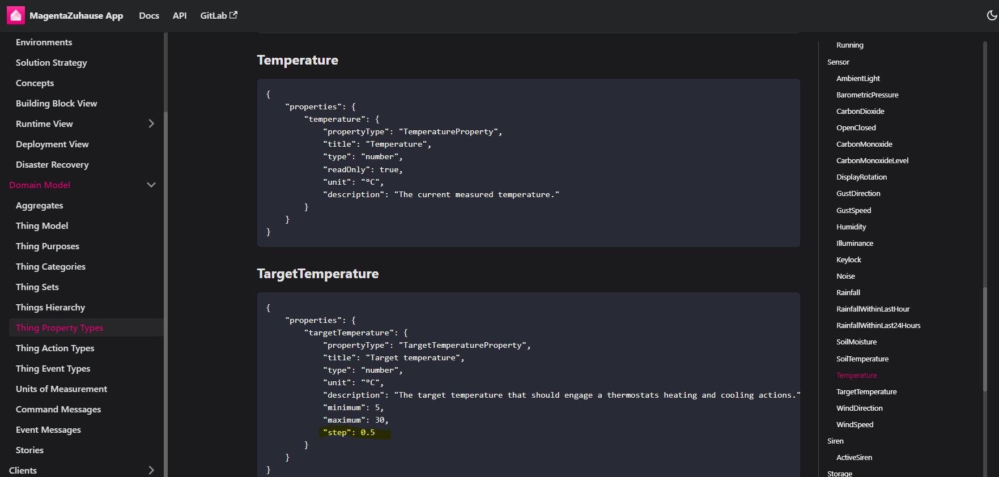 MagentaZuhause App
Docs
API
GitLab
Environments
Solution Strategy
Concepts
Building Block View
Runtime View
Deployment View
Disaster Recovery
Domain Model
Aggregates
Thing Model
Thing Purposes
Thing Categories
Thing Sets
Things Hierarchy
Thing Property Types
Thing Action Types
Thing Event Types
Units of Measurement
Command Messages
Event Messages
Stories
Clients
Temperature
{
"properties": {
"temperature": {
"propertyType": "TemperatureProperty",
"title": "Temperature",
"type": "number",
"readOnly": true,
"unit": "°C",
"description": "The current measured temperature."
}
}
}
TargetTemperature
{
"properties": {
"targetTemperature": {
"propertyType": "TargetTemperatureProperty",
"title": "Target temperature",
"type": "number",
"unit": "°C",
"description": "The target temperature that should engage a thermostats heating and cooling actions."
"minimum": 5,
"maximum": 30,
"step": 0.5
}
}
}
Running
Sensor
AmbientLight
BarometricPressure
CarbonDioxide
OpenClosed
CarbonMonoxide
CarbonMonoxideLevel
DisplayRotation
GustDirection
GustSpeed
Humidity
Illuminance
Keylock
Noise
Rainfall
RainfallWithinLastHour
RainfallWithinLast24Hours
SoilMoisture
SoilTemperature
Temperature
TargetTemperature
WindDirection
WindSpeed
Siren
ActiveSiren
Storage